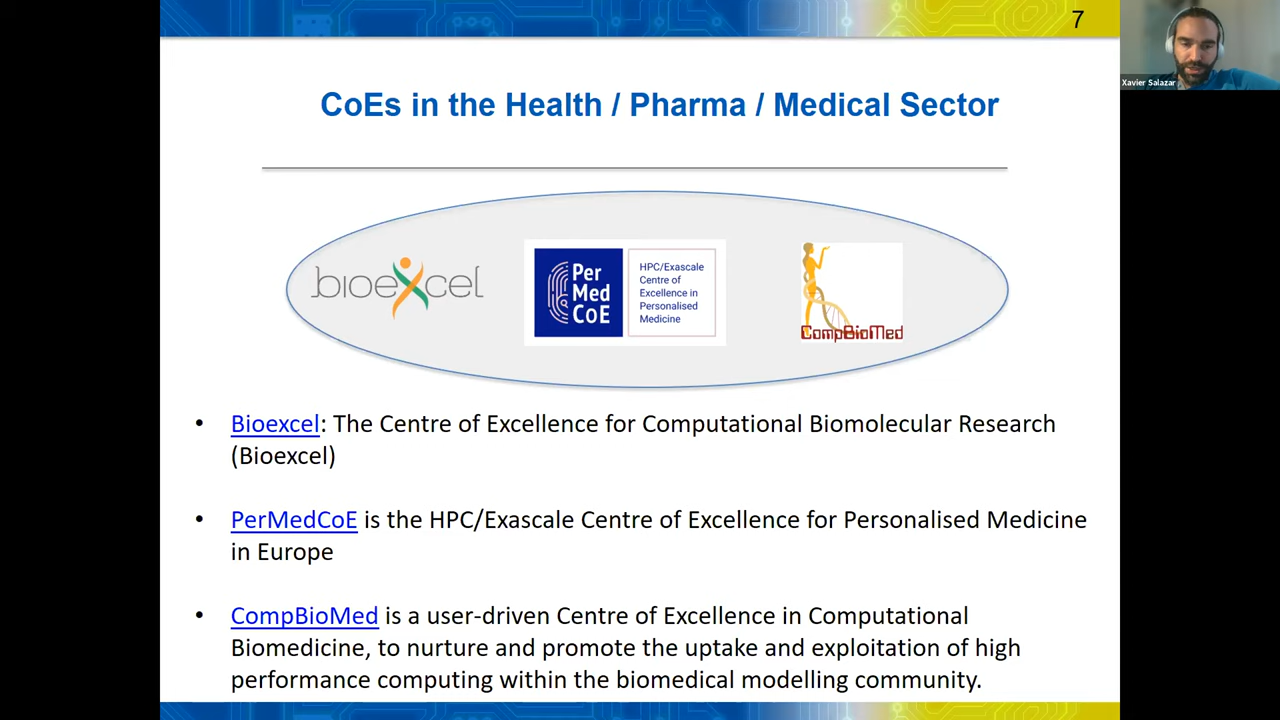 7
Xavier Salazar
CoEs in the Health / Pharma / Medical Sector
bioexcel
Per
Med
CoE
HPC/Exascale
Centre of
Excellence in
Personalised
Medicine
CompBioMed
• Bioexcel: The Centre of Excellence for Computational Biomolecular Research
(Bioexcel)
• PerMedCoE is the HPC/Exascale Centre of Excellence for Personalised Medicine
in Europe
• CompBioMed is a user-driven Centre of Excellence in Computational
Biomedicine, to nurture and promote the uptake and exploitation of high
performance computing within the biomedical modelling community.